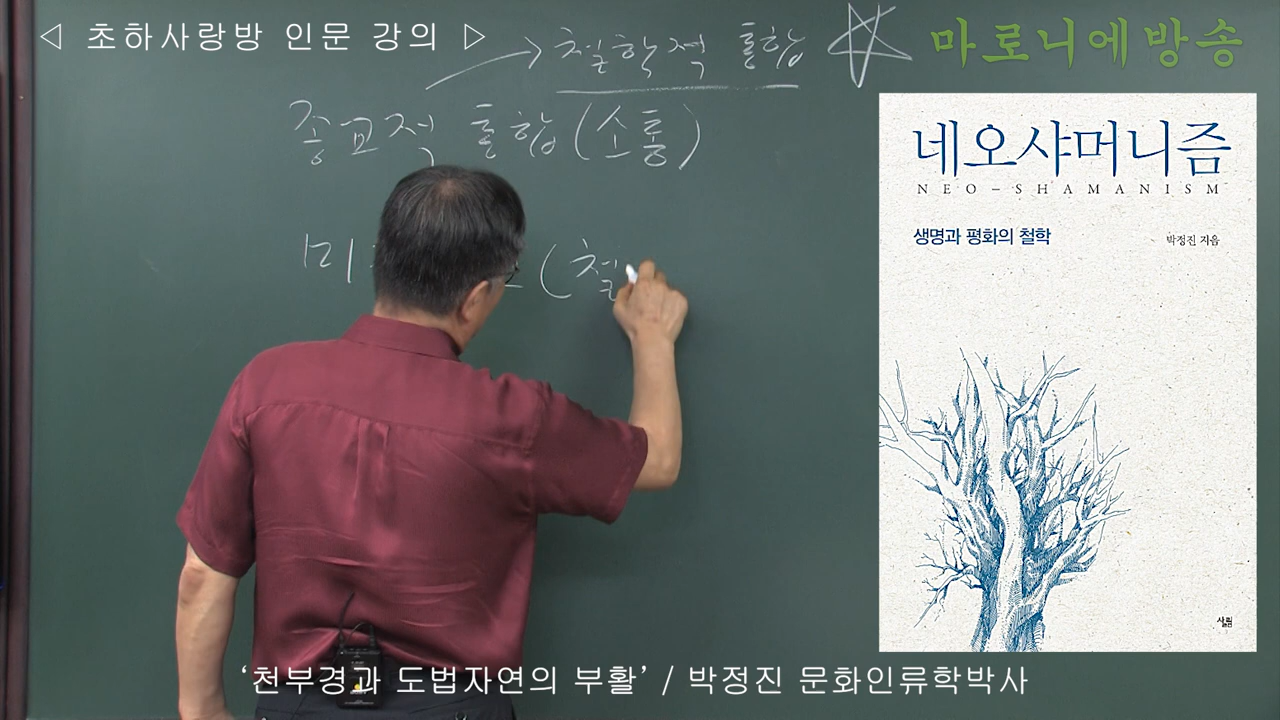 ◁ 초하사랑방 인문 강의 ▷
마로니에방송
→철학적 통합
종교적 통합(소통)
(철
네오샤머니즘
NEO-SHAMANISM
생명과 평화의 철학
박정진 지음
살림
‘천부경과 도법자연의 부활’ / 박정진 문화인류학박사